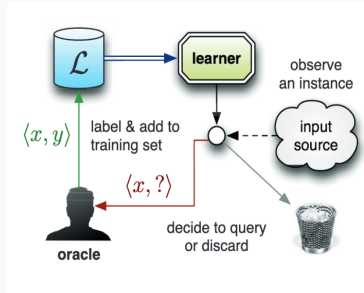 ℒ
learner
observe
an instance
input
source
⟨x, y⟩
label & add to
training set
⟨x, ?⟩
decide to query
or discard
oracle